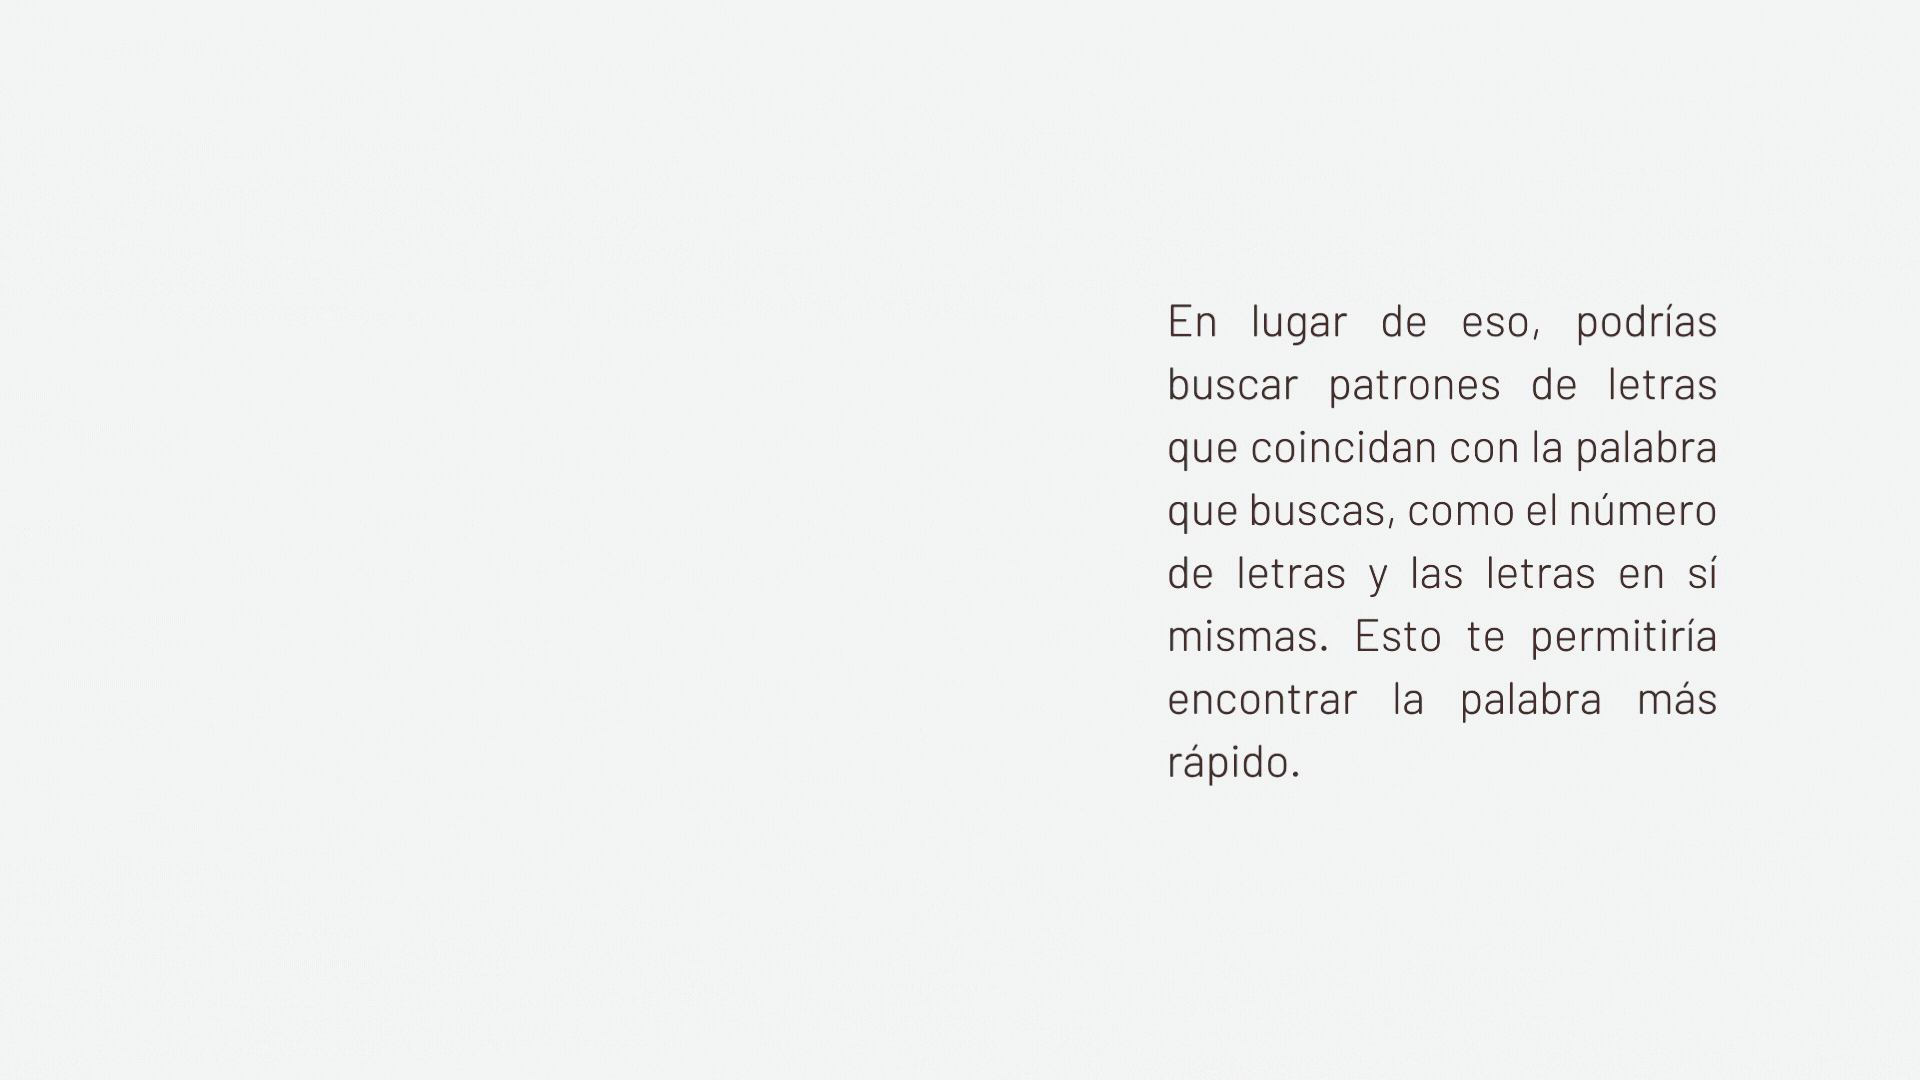 En lugar de eso, podrías
buscar patrones de letras
que coincidan con la palabra
que buscas, como el número
de letras y las letras en sí
mismas. Esto te permitiría
encontrar la palabra más
rápido.